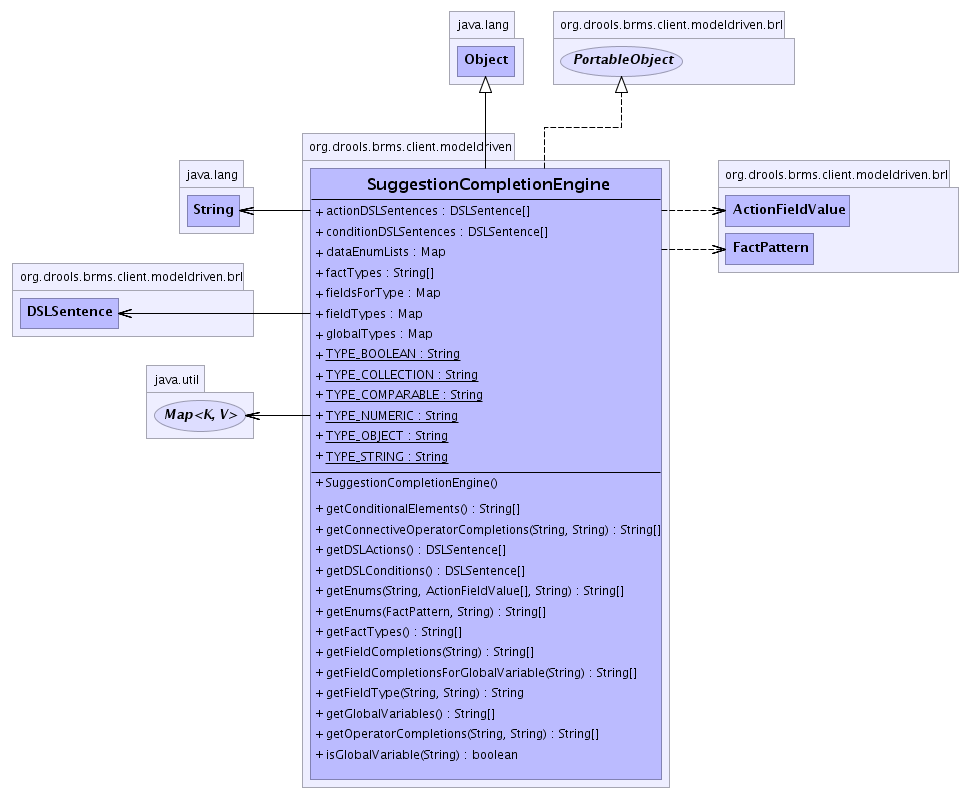 java.lang
Object
org.drools.brms.client.modeldriven.brl
PortableObject
org.drools.brms.client.modeldriven
java.lang
String
org.drools.brms.client.modeldriven.brl
DSLSentence
java.util
Map<K, V>
SuggestionCompletionEngine
+ actionDSLSentences : DSLSentence[]
+ conditionDSLSentences : DSLSentence[]
+ dataEnumLists : Map
+ factTypes : String[]
+ fieldsForType : Map
+ fieldTypes : Map
+ globalTypes : Map
+ TYPE_BOOLEAN : String
+ TYPE_COLLECTION : String
+ TYPE_COMPARABLE : String
+ TYPE_NUMERIC : String
+ TYPE_OBJECT : String
+ TYPE_STRING : String
+ SuggestionCompletionEngine()
+ getConditionalElements() : String[]
+ getConnectiveOperatorCompletions(String, String) : String[]
+ getDSLActions() : DSLSentence[]
+ getDSLConditions() : DSLSentence[]
+ getEnums(String, ActionFieldValue[], String) : String[]
+ getEnums(FactPattern, String) : String[]
+ getFactTypes() : String[]
+ getFieldCompletions(String) : String[]
+ getFieldCompletionsForGlobalVariable(String) : String[]
+ getFieldType(String, String) : String
+ getGlobalVariables() : String[]
+ getOperatorCompletions(String, String) : String[]
+ isGlobalVariable(String) : boolean
org.drools.brms.client.modeldriven.brl
ActionFieldValue
FactPattern